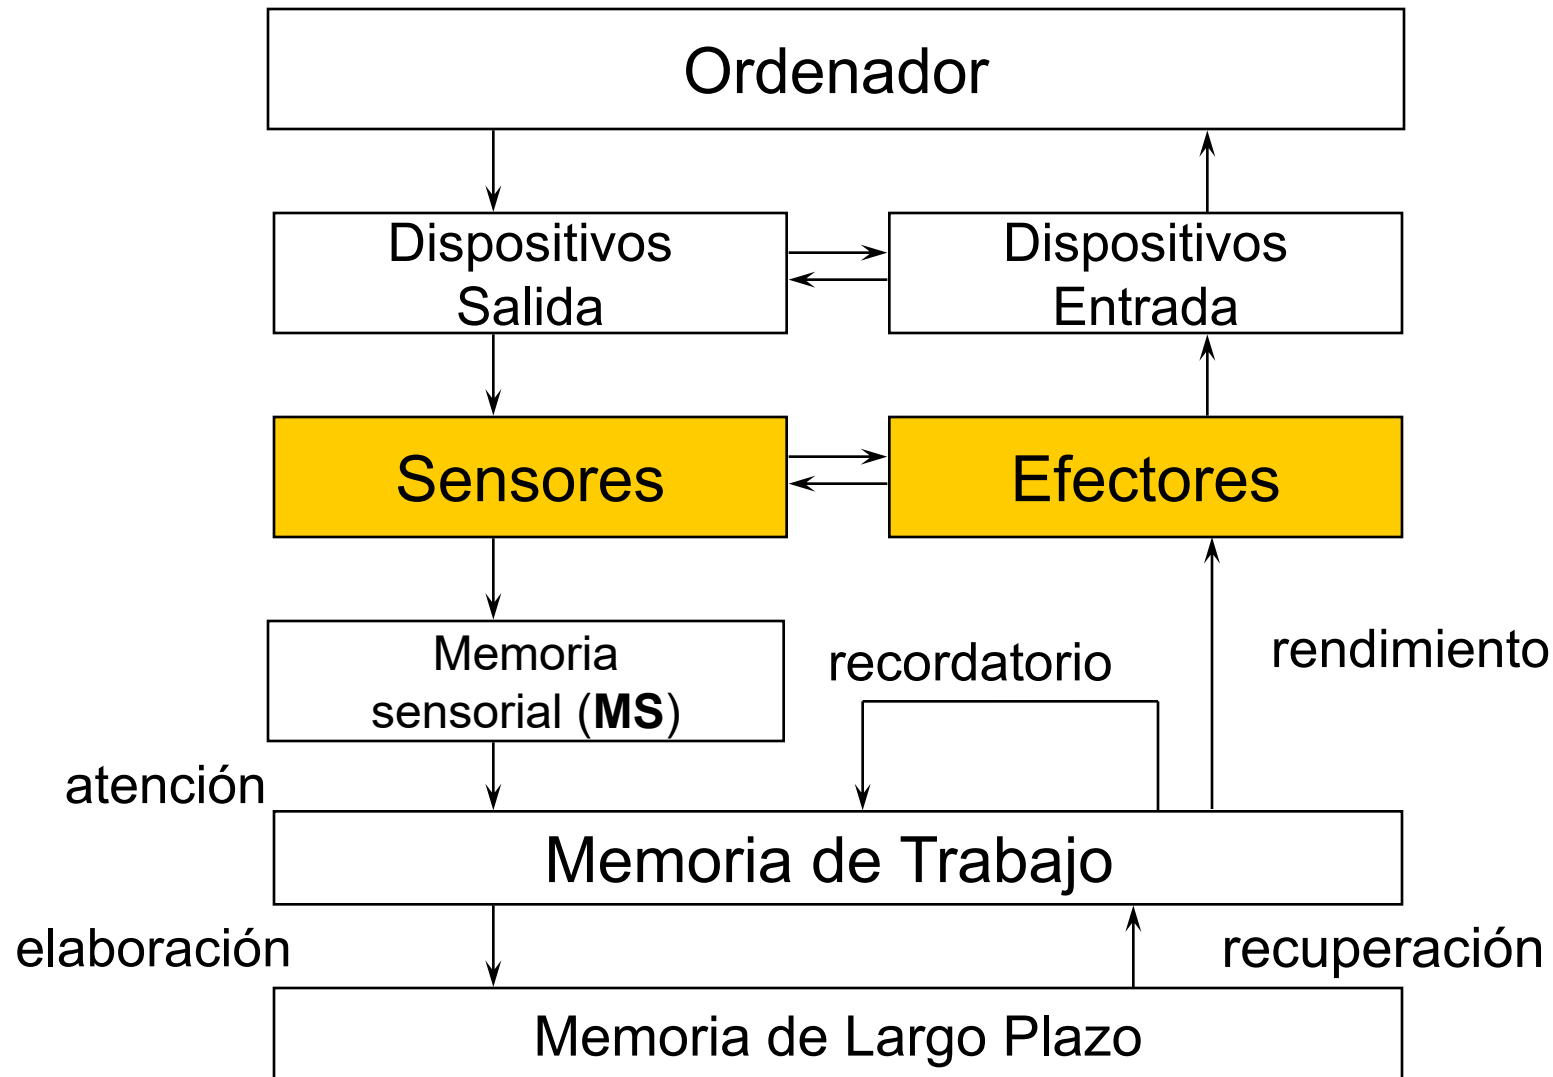 Ordenador
Dispositivos
Salida
Dispositivos
Entrada
Sensores
Efectores
Memoria
sensorial (MS)
recordatorio
rendimiento
atención
Memoria de Trabajo
elaboración
recuperación
Memoria de Largo Plazo